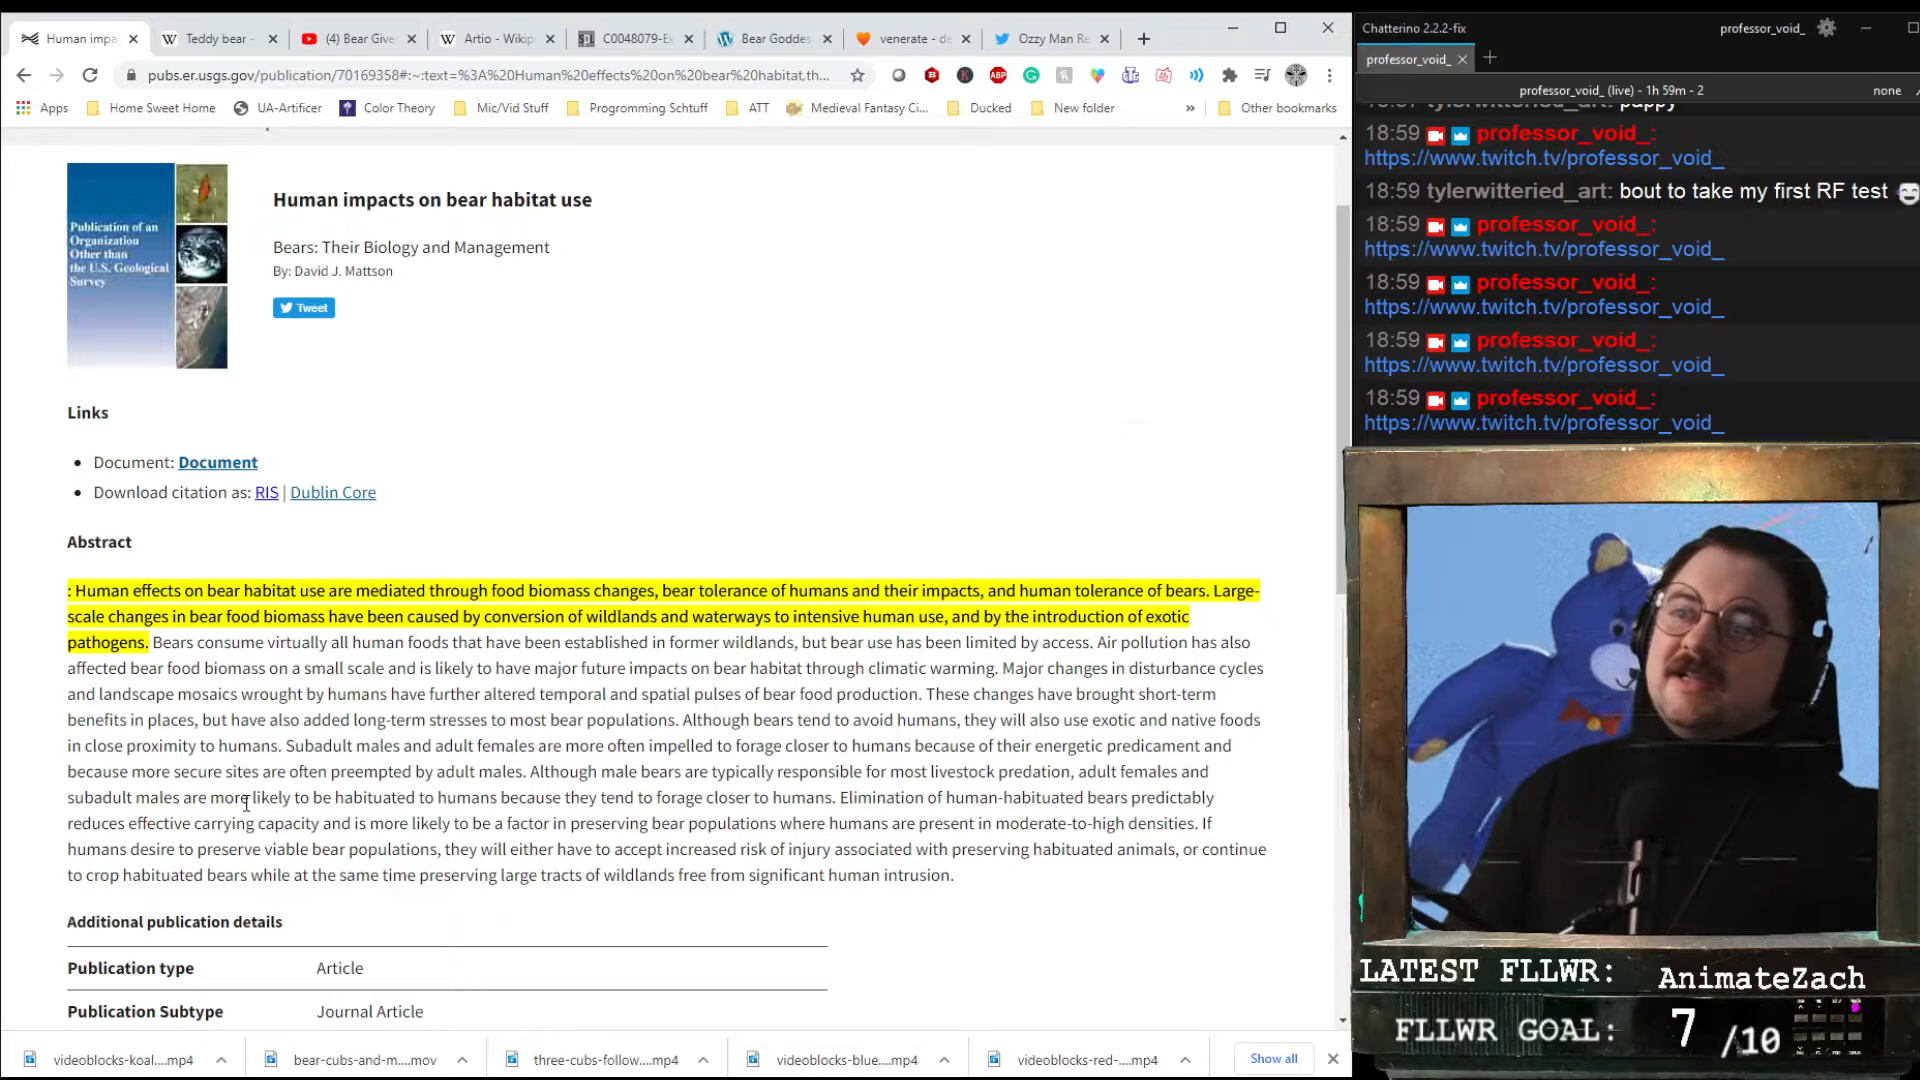 Human impa
Teddy bear -
(4) Bear Give
Artio - Wikip
C0048079-E
Bear Goddes
venerate - de
Ozzy Man Re
pubs.er.usgs.gov/publication/70169358#:~:text=%3A%20Human%20effects%20on%20bear%20habitat,th...
ABP
Apps
Home Sweet Home
UA-Artificer
Color Theory
Mic/Vid Stuff
Progromming Schtuff
ATT
Medieval Fantasy Ci...
Ducked
New folder
»
Other bookmarks
Publication of an
Organization
Other than
the U.S. Geological
Survey
Human impacts on bear habitat use
Bears: Their Biology and Management
By: David J. Mattson
Tweet
Links
• Document: Document
• Download citation as: RIS | Dublin Core
Abstract
: Human effects on bear habitat use are mediated through food biomass changes, bear tolerance of humans and their impacts, and human tolerance of bears. Large-
scale changes in bear food biomass have been caused by conversion of wildlands and waterways to intensive human use, and by the introduction of exotic
pathogens. Bears consume virtually all human foods that have been established in former wildlands, but bear use has been limited by access. Air pollution has also
affected bear food biomass on a small scale and is likely to have major future impacts on bear habitat through climatic warming. Major changes in disturbance cycles
and landscape mosaics wrought by humans have further altered temporal and spatial pulses of bear food production. These changes have brought short-term
benefits in places, but have also added long-term stresses to most bear populations. Although bears tend to avoid humans, they will also use exotic and native foods
in close proximity to humans. Subadult males and adult females are more often impelled to forage closer to humans because of their energetic predicament and
because more secure sites are often preempted by adult males. Although male bears are typically responsible for most livestock predation, adult females and
subadult males are more likely to be habituated to humans because they tend to forage closer to humans. Elimination of human-habituated bears predictably
reduces effective carrying capacity and is more likely to be a factor in preserving bear populations where humans are present in moderate-to-high densities. If
humans desire to preserve viable bear populations, they will either have to accept increased risk of injury associated with preserving habituated animals, or continue
to crop habituated bears while at the same time preserving large tracts of wildlands free from significant human intrusion.
Additional publication details
Publication type Article
Publication Subtype Journal Article
videoblocks-koal....mp4
bear-cubs-and-m....mov
three-cubs-follow....mp4
videoblocks-blue....mp4
videoblocks-red-....mp4
Show all
Chatterino 2.2.2-fix
professor_void_
professor_void_
professor_void_ (live) - 1h 59m - 2
none
tylerwitteried_art: puppy
18:59 professor_void_:
https://www.twitch.tv/professor_void_
18:59 tylerwitteried_art: bout to take my first RF test
18:59 professor_void_:
https://www.twitch.tv/professor_void_
18:59 professor_void_:
https://www.twitch.tv/professor_void_
18:59 professor_void_:
https://www.twitch.tv/professor_void_
18:59 professor_void_:
https://www.twitch.tv/professor_void_
LATEST FLLWR: AnimateZach
FLLWR GOAL: 7 /10